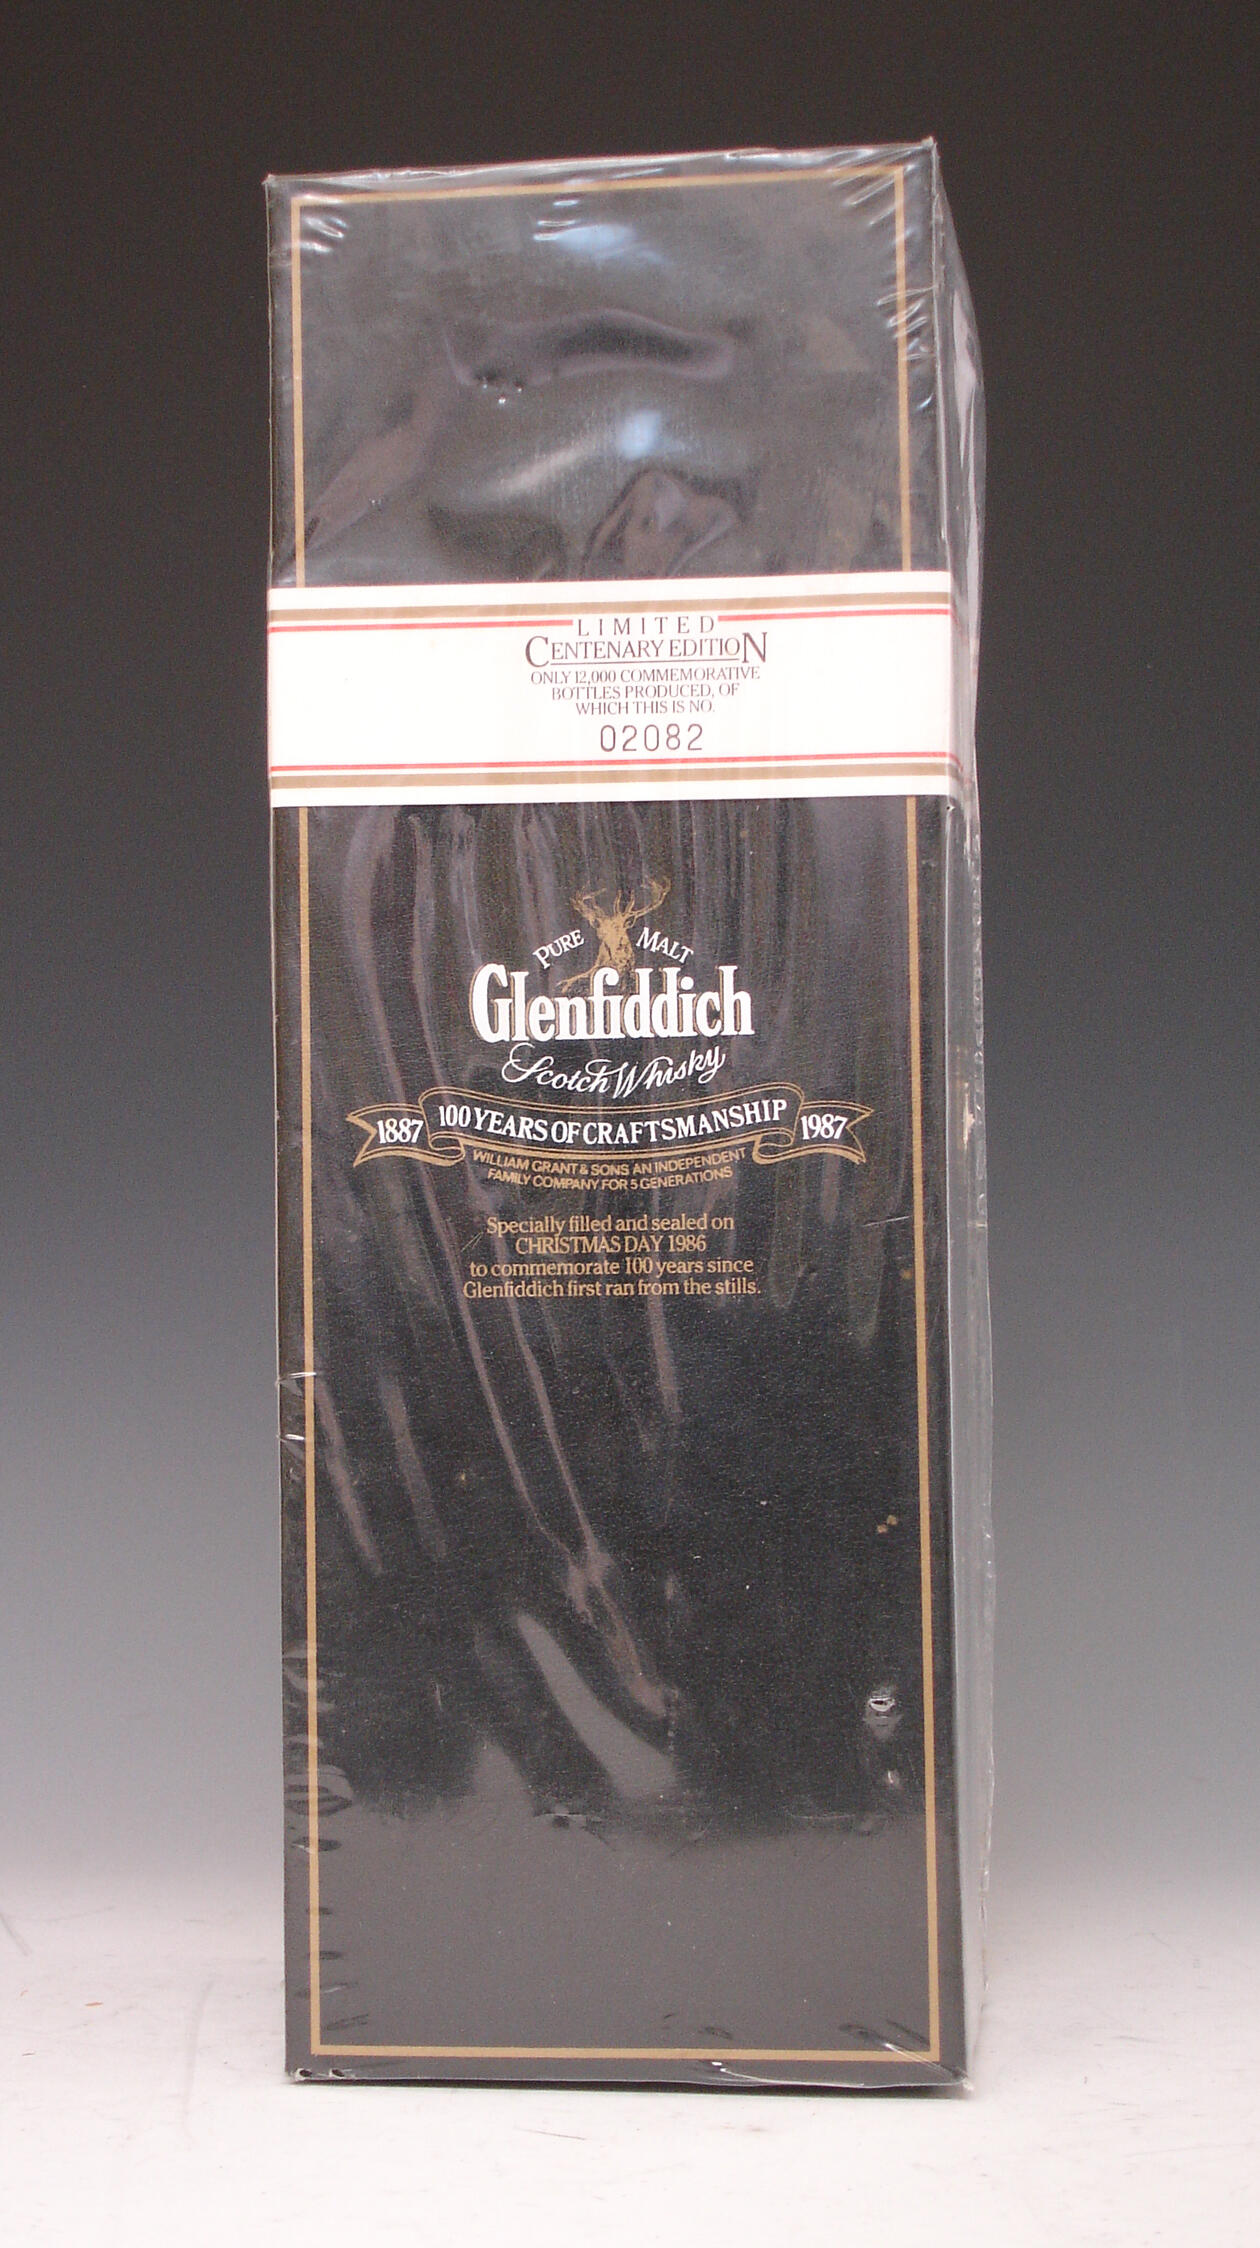 LIMITED
CENTENARY EDITION
ONLY 12,000 COMMEMORATIVE
BOTTLES PRODUCED, OF
WHICH THIS IS NO.
02082
PURE MALT
Glenfiddich
Scotch Whisky
1887 100 YEARS OF CRAFTSMANSHIP 1987
WILLIAM GRANT & SONS AN INDEPENDENT
FAMILY COMPANY FOR 5 GENERATIONS
Specially filled and sealed on
CHRISTMAS DAY 1986
to commemorate 100 years since
Glenfiddich first ran from the stills.